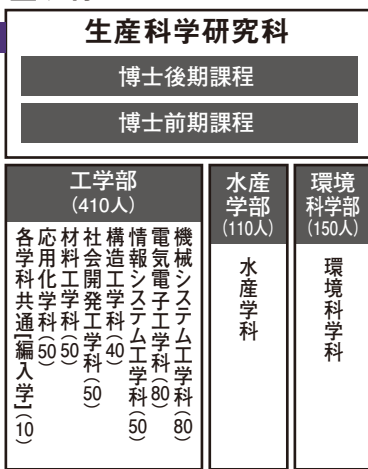 生産科学研究科
博士後期課程
博士前期課程
工学部
(410人)
機械システム工学科(80)
電気電子工学科(80)
情報システム工学科(50)
構造工学科(40)
社会開発工学科(50)
材料工学科(50)
応用化学科(50)
各学科共通[編入学](10)
水産
学部
(110人)
水産学科
環境
科学部
(150人)
環境科学科